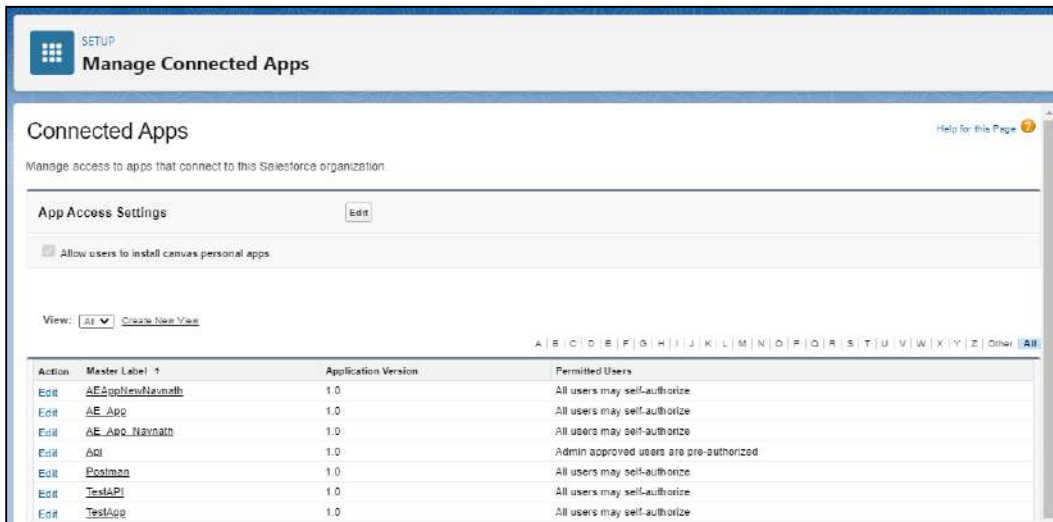 SETUP
Manage Connected Apps
Connected Apps
Help for this Page ?
Manage access to apps that connect to this Salesforce organization.
App Access Settings Edit
Allow users to install canvas personal apps
View: All Create New View
A | B | C | D | E | F | G | H | I | J | K | L | M | N | O | P | Q | R | S | T | U | V | W | X | Y | Z | Other All
Action Master Label ↑ Application Version Permitted Users
Edit AEAppNewNavnath 1.0 All users may self-authorize
Edit AE App 1.0 All users may self-authorize
Edit AE App Navnath 1.0 All users may self-authorize
Edit Api 1.0 Admin approved users are pre-authorized
Edit Postman 1.0 All users may self-authorize
Edit TestAPI 1.0 All users may self-authorize
Edit TestApp 1.0 All users may self-authorize